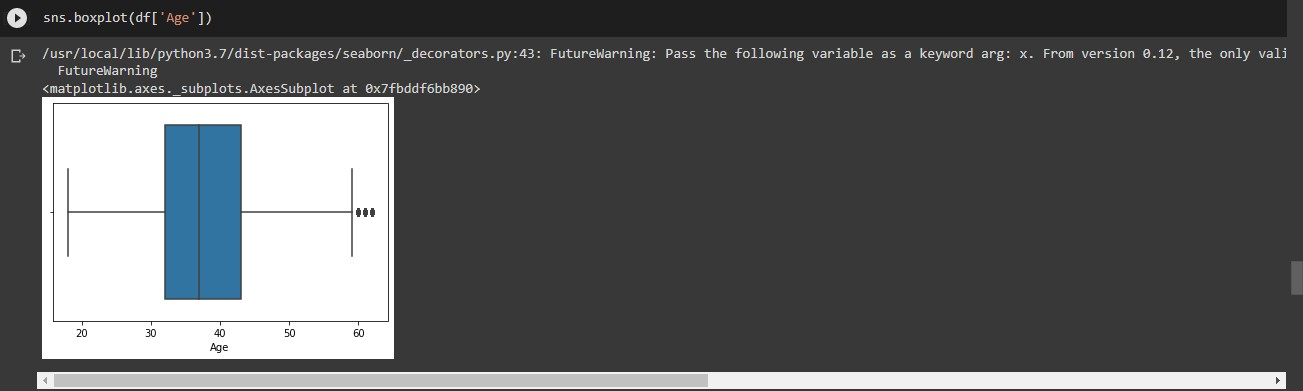 sns.boxplot(df['Age'])
/usr/local/lib/python3.7/dist-packages/seaborn/_decorators.py:43: FutureWarning: Pass the following variable as a keyword arg: x. From version 0.12, the only vali
FutureWarning
<matplotlib.axes._subplots.AxesSubplot at 0x7fbddf6bb890>
20 30 40 50 60
Age